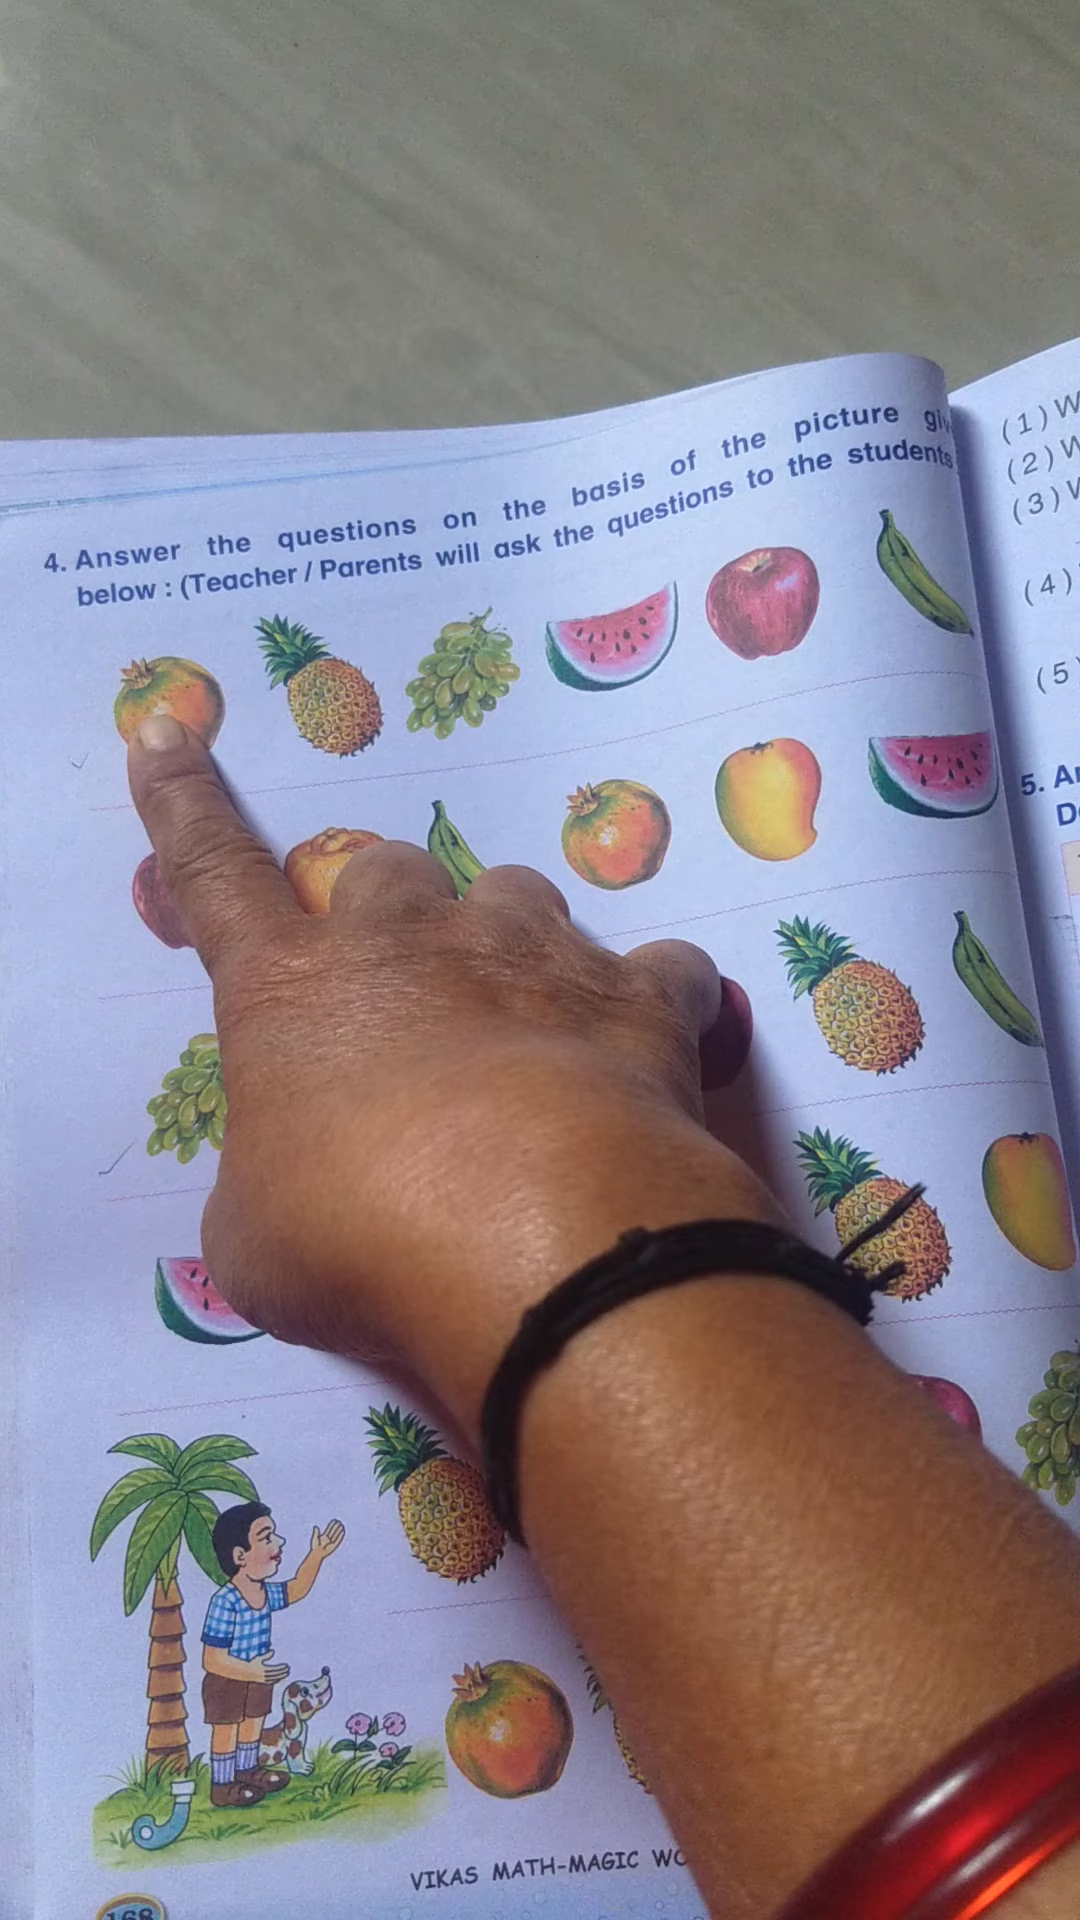 4. Answer the questions on the basis of the picture
below : (Teacher / Parents will ask the questions to the students
(1)
(2)
(3)
(4)
(5
5.
VIKAS MATH-MAGIC
168